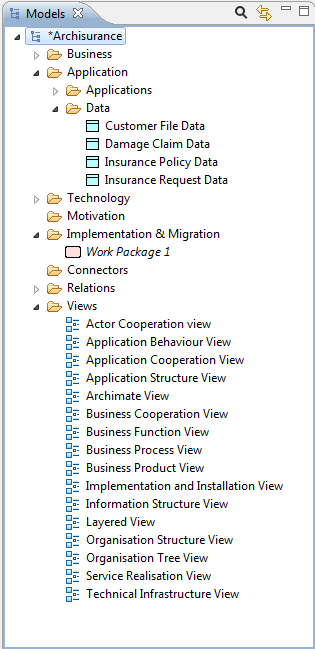 Models
*Archisurance
Business
Application
Applications
Data
Customer File Data
Damage Claim Data
Insurance Policy Data
Insurance Request Data
Technology
Motivation
Implementation & Migration
Work Package 1
Connectors
Relations
Views
Actor Cooperation view
Application Behaviour View
Application Cooperation View
Application Structure View
Archimate View
Business Cooperation View
Business Function View
Business Process View
Business Product View
Implementation and Installation View
Information Structure View
Layered View
Organisation Structure View
Organisation Tree View
Service Realisation View
Technical Infrastructure View